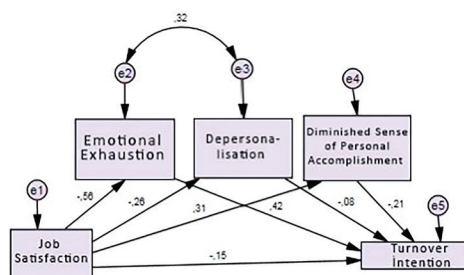 ,32
e2
e3
e4
Emotional
Exhaustion
Depersona-
lisation
Diminished Sense
of Personal
Accomplishment
e1
-,56
-,26
,31
,42
-,08
-,21
e5
Job
Satisfaction
-,15
Turnover
Intention